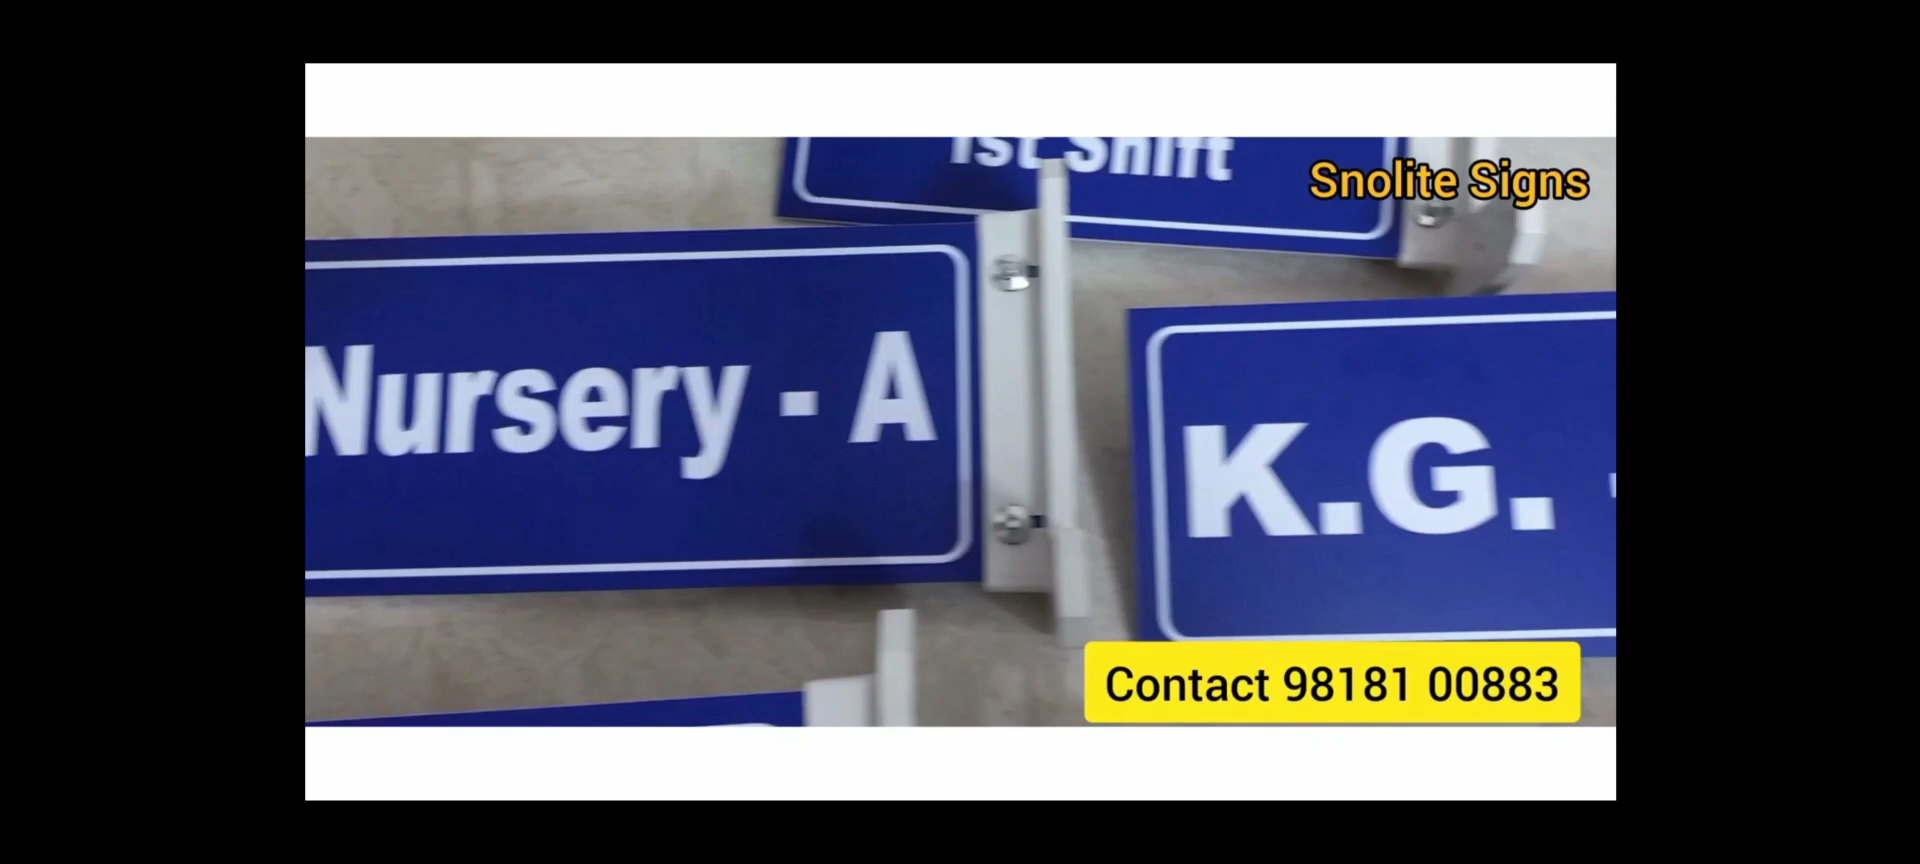 1st Shift
Snolite Signs
Nursery - A
K.G. -
Contact 98181 00883